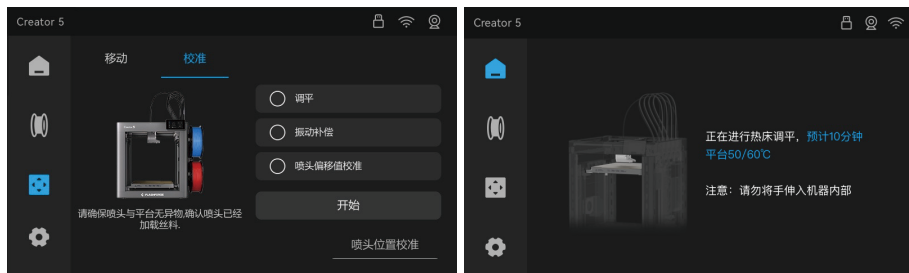 Creator 5
移动
校准
调平
振动补偿
喷头偏移值校准
开始
请确保喷头与平台无异物,确认喷头已经
加载丝料.
喷头位置校准
Creator 5
正在进行热床调平，预计10分钟
平台50/60℃
注意：请勿将手伸入机器内部